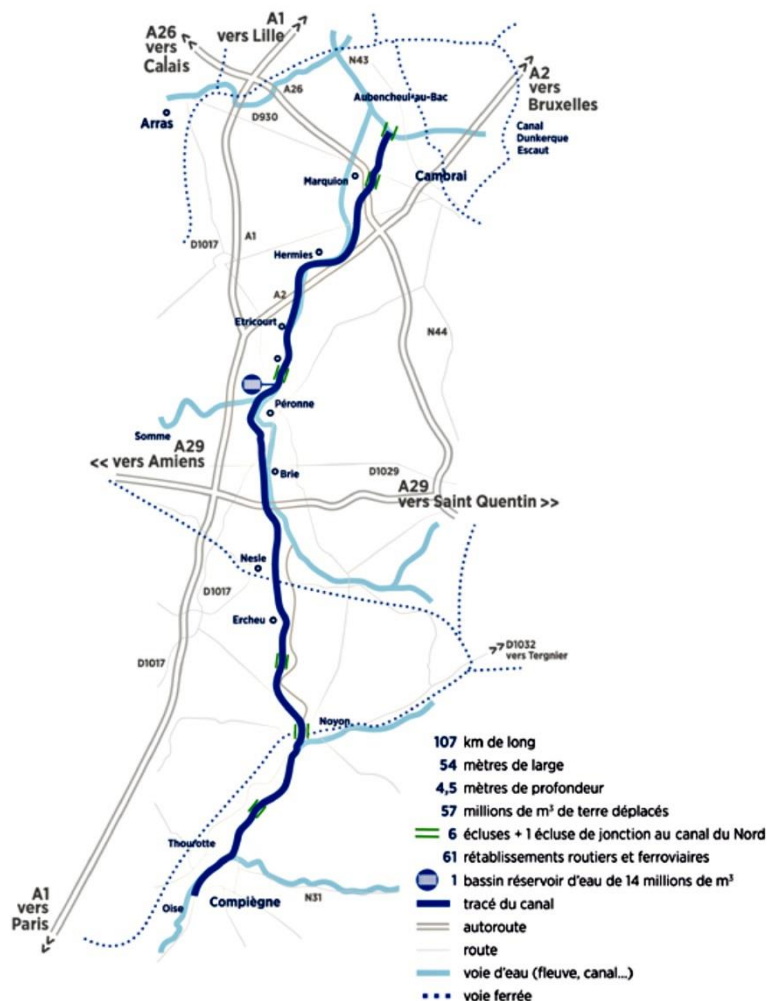 A1
vers Lille
A26
vers
Calais
N43
A26
A2
vers
Bruxelles
Aubencheul-au-Bac
D930
Arras
Canal
Dunkerque
Escaut
Marquion
Cambrai
D1017
A1
Hermies
A2
Etricourt
N44
Péronne
Somme
A29
<< vers Amiens
Brie
D1029
A29
vers Saint Quentin >>
Nesle
D1017
Ercheu
D1032
vers Tergnier
D1017
Noyon
107 km de long
54 mètres de large
4,5 mètres de profondeur
57 millions de m³ de terre déplacés
6 écluses + 1 écluse de jonction au canal du Nord
61 rétablissements routiers et ferroviaires
1 bassin réservoir d'eau de 14 millions de m³
tracé du canal
autoroute
route
voie d'eau (fleuve, canal...)
voie ferrée
Thourotte
A1
vers
Paris
Oise
Compiègne
N31